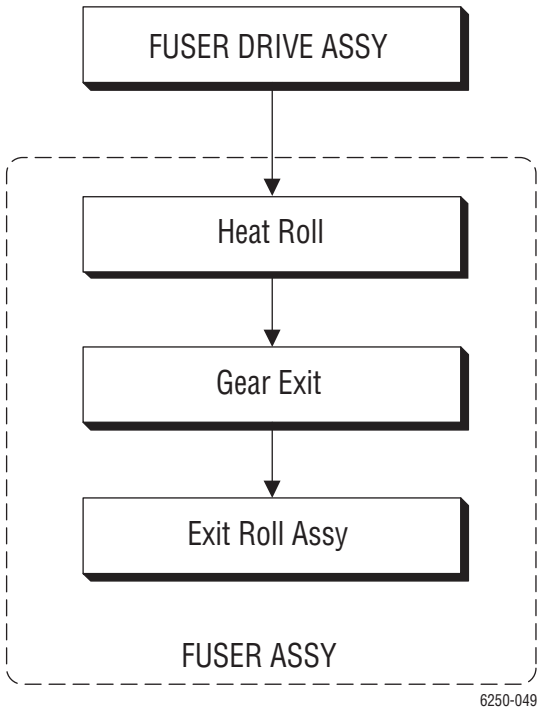 FUSER DRIVE ASSY
Heat Roll
Gear Exit
Exit Roll Assy
FUSER ASSY
6250-049